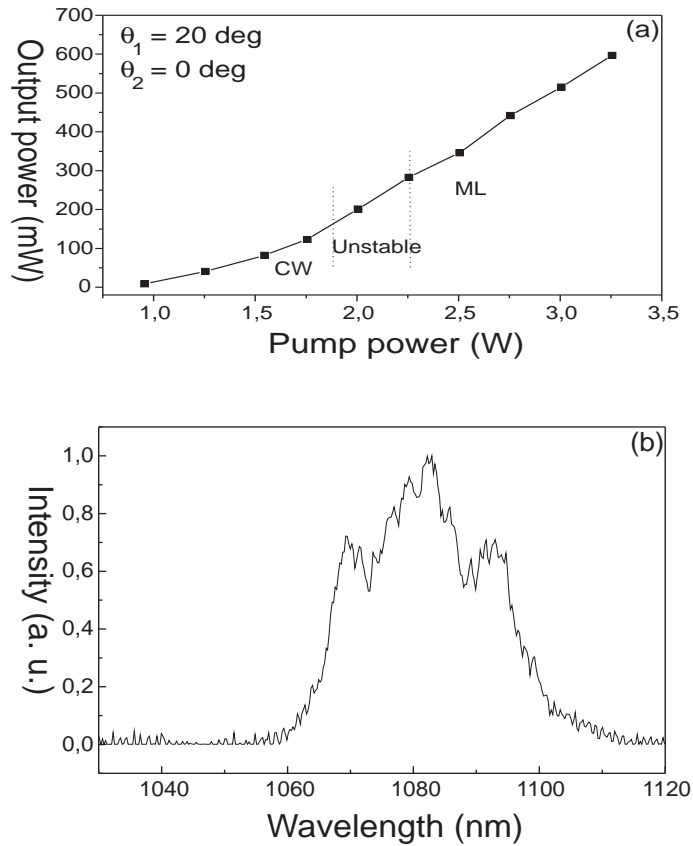 700
600
500
400
300
200
100
0
Output power (mW)
θ1 = 20 deg
θ2 = 0 deg
(a)
ML
Unstable
CW
1,0 1,5 2,0 2,5 3,0 3,5
Pump power (W)
(b)
1,0
0,8
0,6
0,4
0,2
0,0
Intensity (a. u.)
1040 1060 1080 1100 1120
Wavelength (nm)